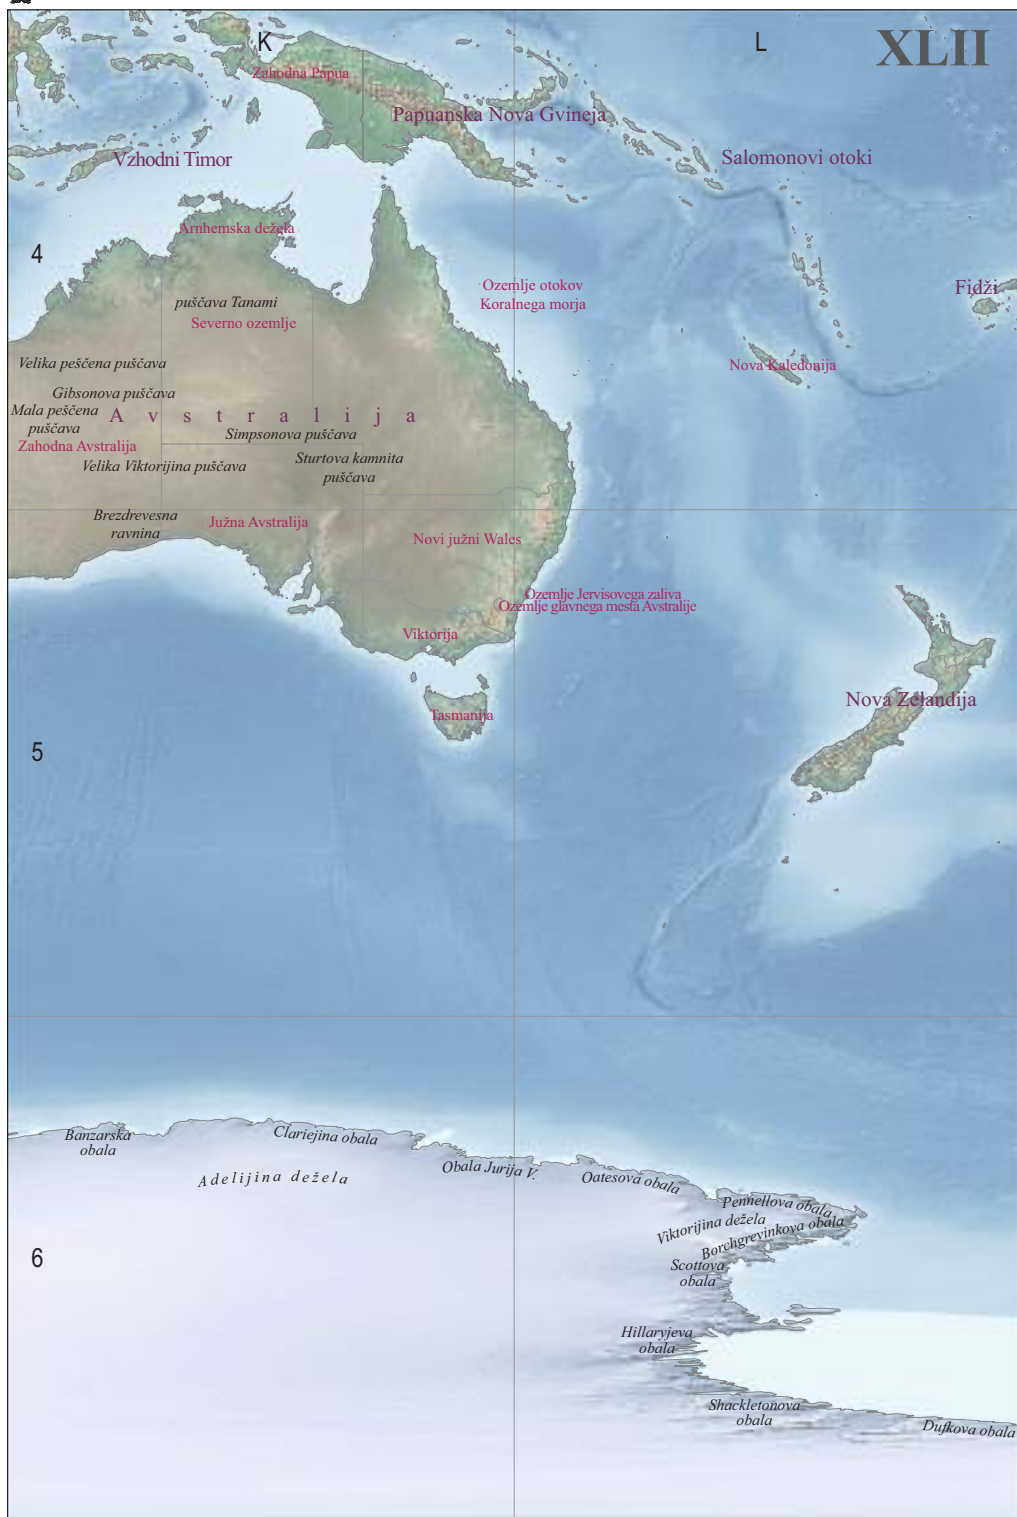 K
L
XLII
Zahodna Papua
Papuanska Nova Gvineja
Vzhodni Timor
Salomonovi otoki
Arnhemska dežela
4
Ozemlje otokov
Koralnega morja
Fidži
puščava Tanami
Severno ozemlje
Velika peščena puščava
Nova Kaledonija
Gibsonova puščava
Mala peščena
puščava
Avstralija
Simpsonova puščava
Zahodna Avstralija
Velika Viktorijina puščava
Sturtova kamnita
puščava
Brezdrevesna
ravnina
Južna Avstralija
Novi južni Wales
Ozemlje Jervisovega zaliva
Ozemlje glavnega mesta Avstralije
Viktorija
Nova Zelandija
Tasmanija
5
Banzarska
obala
Clariejina obala
Adelijina dežela
Obala Jurija V.
Oatesova obala
Pennellova obala
Viktorijina dežela
Borchgrevinkova obala
6
Scottova
obala
Hillaryjeva
obala
Shackletonova
obala
Dufkova obala